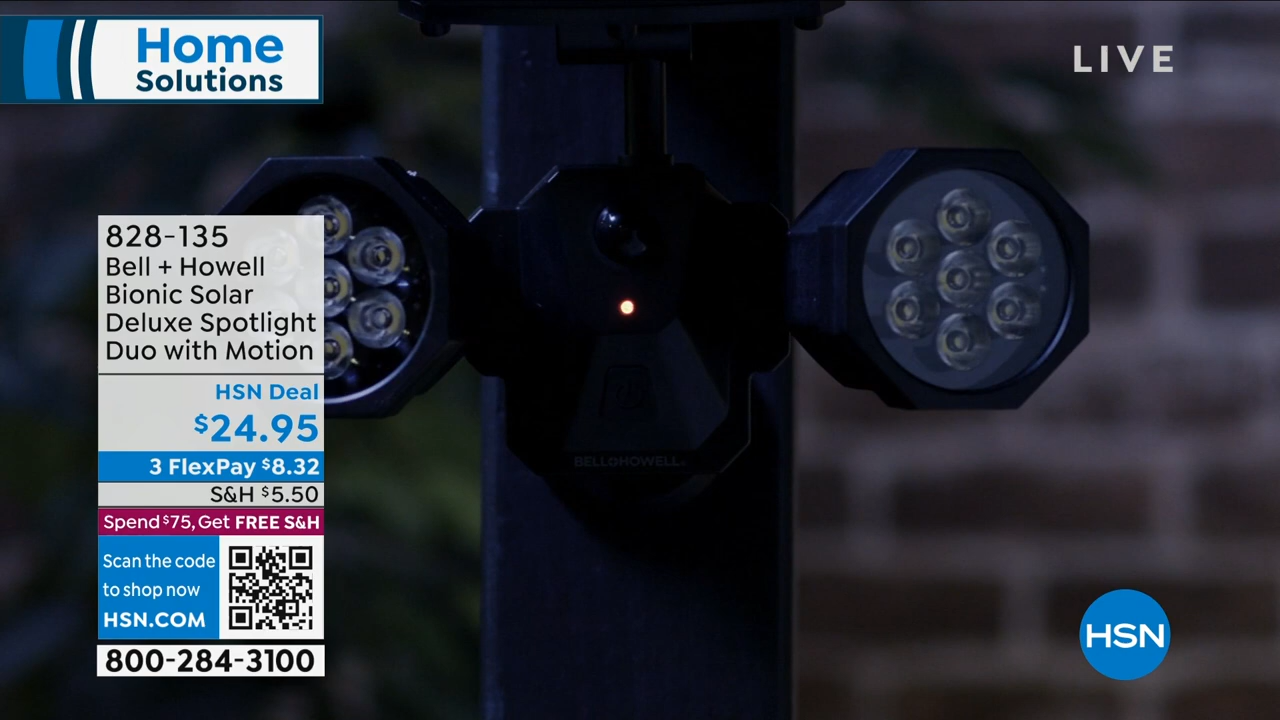 Home
Solutions
LIVE
828-135
Bell + Howell
Bionic Solar
Deluxe Spotlight
Duo with Motion
HSN Deal
$24.95
3 FlexPay $8.32
S&H $5.50
Spend $75, Get FREE S&H
Scan the code
to shop now
HSN.COM
800-284-3100
BELL+HOWELL
HSN